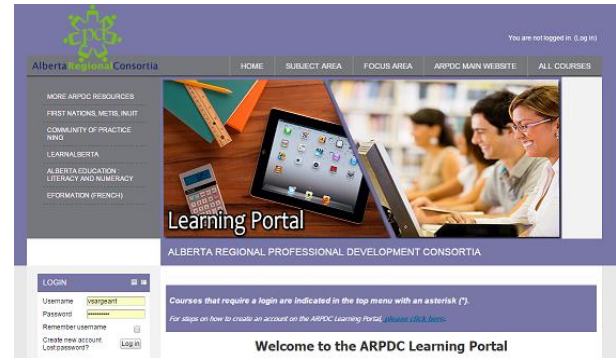 You are not logged in. (Log in)
cpds
Alberta Regional Consortia
HOME SUBJECT AREA FOCUS AREA ARPDC MAIN WEBSITE ALL COURSES
MORE ARPDC RESOURCES
FIRST NATIONS, METIS, INUIT
COMMUNITY OF PRACTICE
NING
LEARNALBERTA
ALBERTA EDUCATION :
LITERACY AND NUMERACY
EFORMATION (FRENCH)
Learning Portal
ALBERTA REGIONAL PROFESSIONAL DEVELOPMENT CONSORTIA
LOGIN
Username vsargeant
Password ••••••••
Remember username
Create new account
Lost password?
Log in
Courses that require a login are indicated in the top menu with an asterisk (*).
For steps on how to create an account on the ARPDC Learning Portal, please click here.
Welcome to the ARPDC Learning Portal